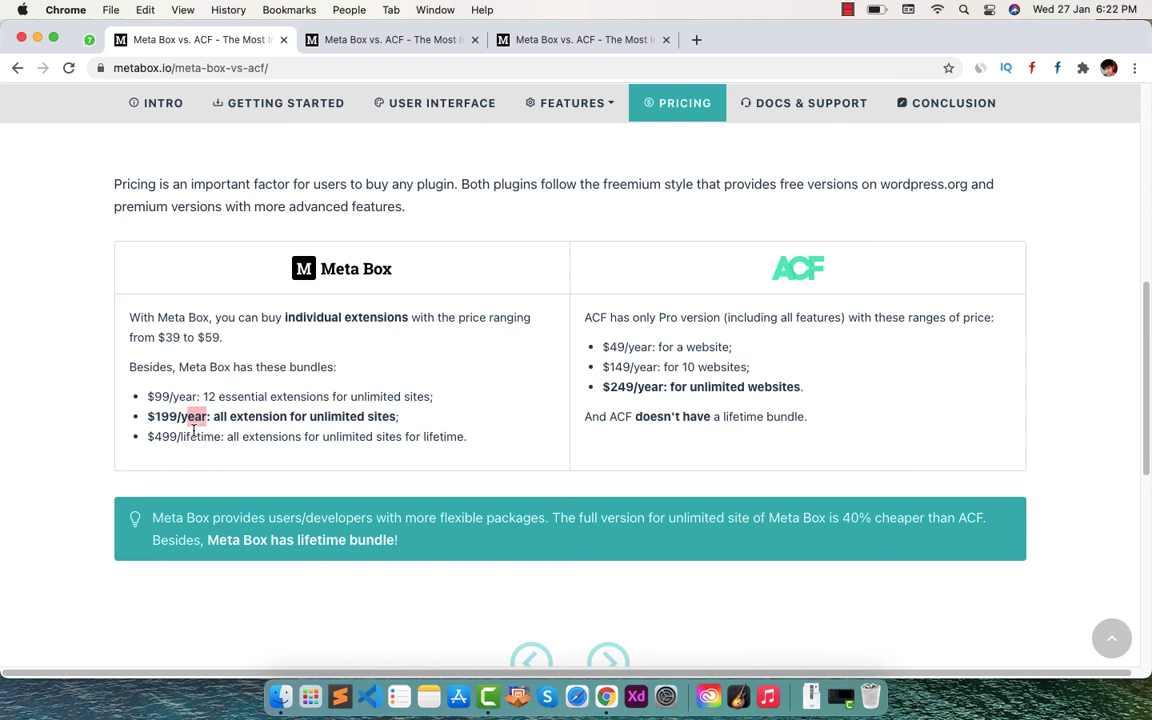 Chrome File Edit View History Bookmarks People Tab Window Help Wed 27 Jan 6:22 PM
Meta Box vs. ACF - The Most I Meta Box vs. ACF - The Most I Meta Box vs. ACF - The Most I
metabox.io/meta-box-vs-acf/ IQ
INTRO GETTING STARTED USER INTERFACE FEATURES PRICING DOCS & SUPPORT CONCLUSION
Pricing is an important factor for users to buy any plugin. Both plugins follow the freemium style that provides free versions on wordpress.org and
premium versions with more advanced features.
M Meta Box
With Meta Box, you can buy individual extensions with the price ranging
from $39 to $59.
Besides, Meta Box has these bundles:
• $99/year: 12 essential extensions for unlimited sites;
• $199/year: all extension for unlimited sites;
• $499/lifetime: all extensions for unlimited sites for lifetime.
ACF
ACF has only Pro version (including all features) with these ranges of price:
• $49/year: for a website;
• $149/year: for 10 websites;
• $249/year: for unlimited websites.
And ACF doesn't have a lifetime bundle.
Meta Box provides users/developers with more flexible packages. The full version for unlimited site of Meta Box is 40% cheaper than ACF.
Besides, Meta Box has lifetime bundle!
Xd